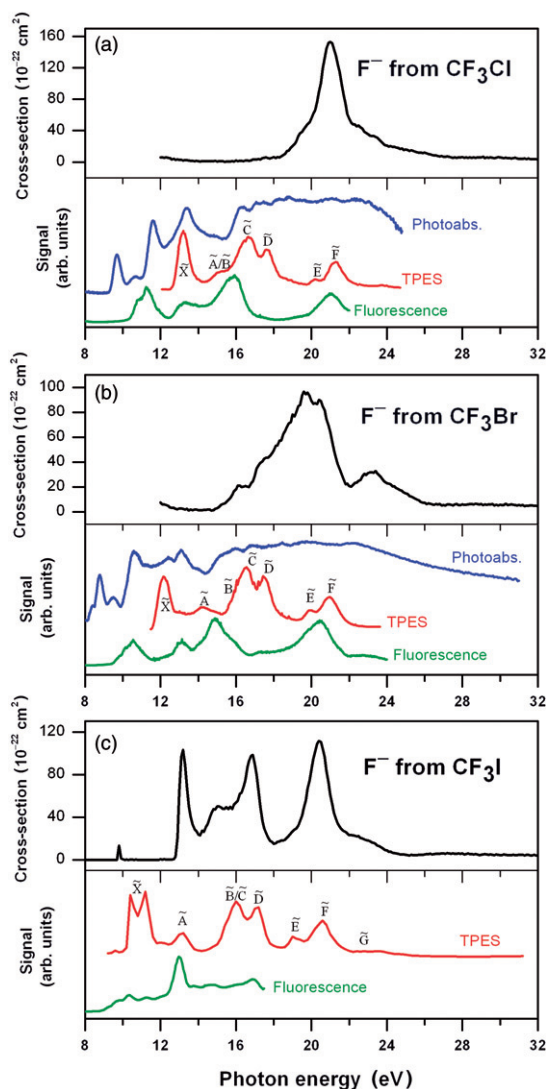 (a)
F⁻ from CF₃Cl
Cross-section (10⁻²² cm²)
160
120
80
40
0
Signal
(arb. units)
Photoabs.
X̃
Ã/B̃
C̃
D̃
Ẽ
F̃
TPES
Fluorescence
8 12 16 20 24 28 32
(b)
F⁻ from CF₃Br
Cross-section (10⁻²² cm²)
100
80
60
40
20
0
Signal
(arb. units)
Photoabs.
X̃
Ã
B̃
C̃
D̃
Ẽ
F̃
TPES
Fluorescence
8 12 16 20 24 28 32
(c)
F⁻ from CF₃I
Cross-section (10⁻²² cm²)
120
80
40
0
Signal
(arb. units)
X̃
Ã
B̃/C̃
D̃
Ẽ
F̃
G̃
TPES
Fluorescence
8 12 16 20 24 28 32
Photon energy (eV)